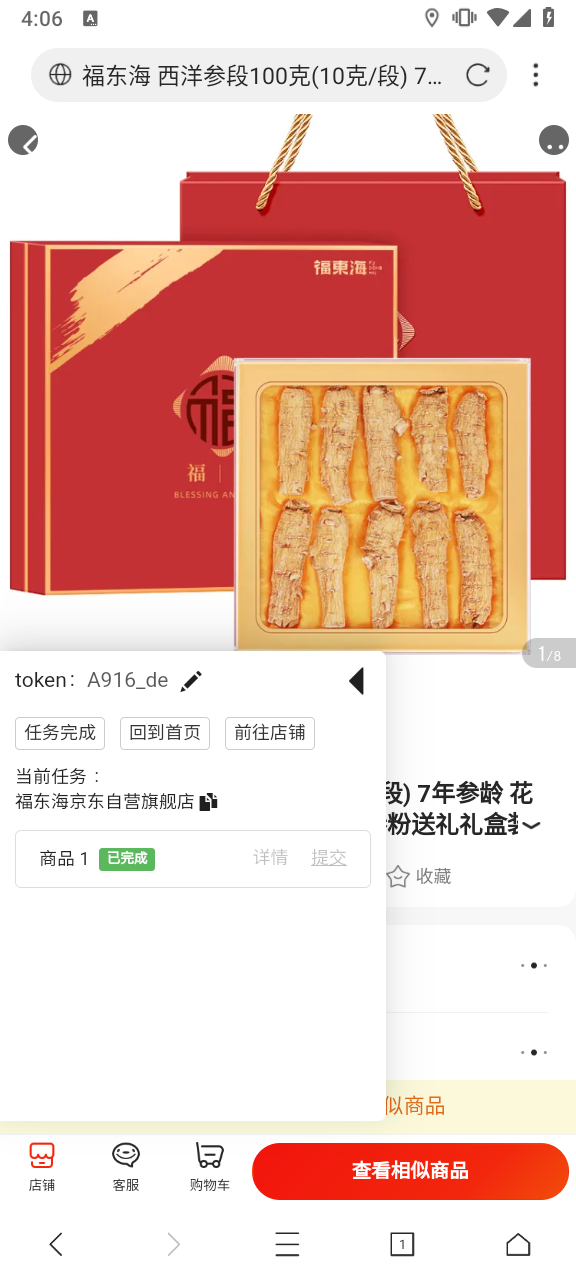 4:06
A
福东海 西洋参段100克(10克/段) 7…
福東海
福
BLESSING AN
1/8
token: A916_de
任务完成 回到首页 前往店铺
当前任务：
福东海京东自营旗舰店
商品 1 已完成 详情 提交
段) 7年参龄 花
粉送礼礼盒装
收藏
似商品
店铺 客服 购物车 查看相似商品
1